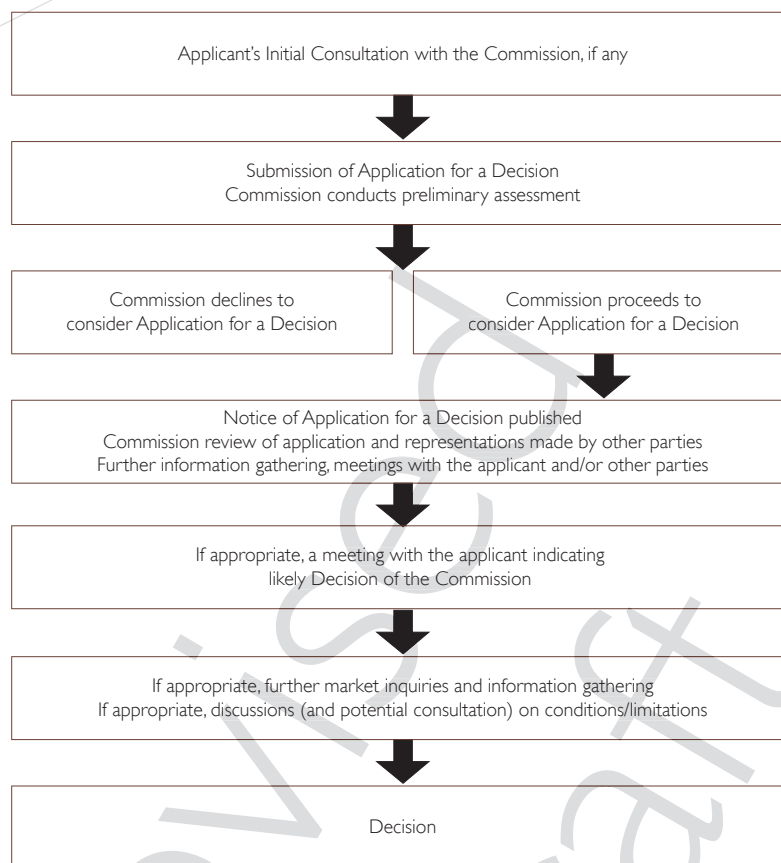 Applicant's Initial Consultation with the Commission, if any
Submission of Application for a Decision
Commission conducts preliminary assessment
Commission declines to
consider Application for a Decision
Commission proceeds to
consider Application for a Decision
Notice of Application for a Decision published
Commission review of application and representations made by other parties
Further information gathering, meetings with the applicant and/or other parties
If appropriate, a meeting with the applicant indicating
likely Decision of the Commission
If appropriate, further market inquiries and information gathering
If appropriate, discussions (and potential consultation) on conditions/limitations
Decision